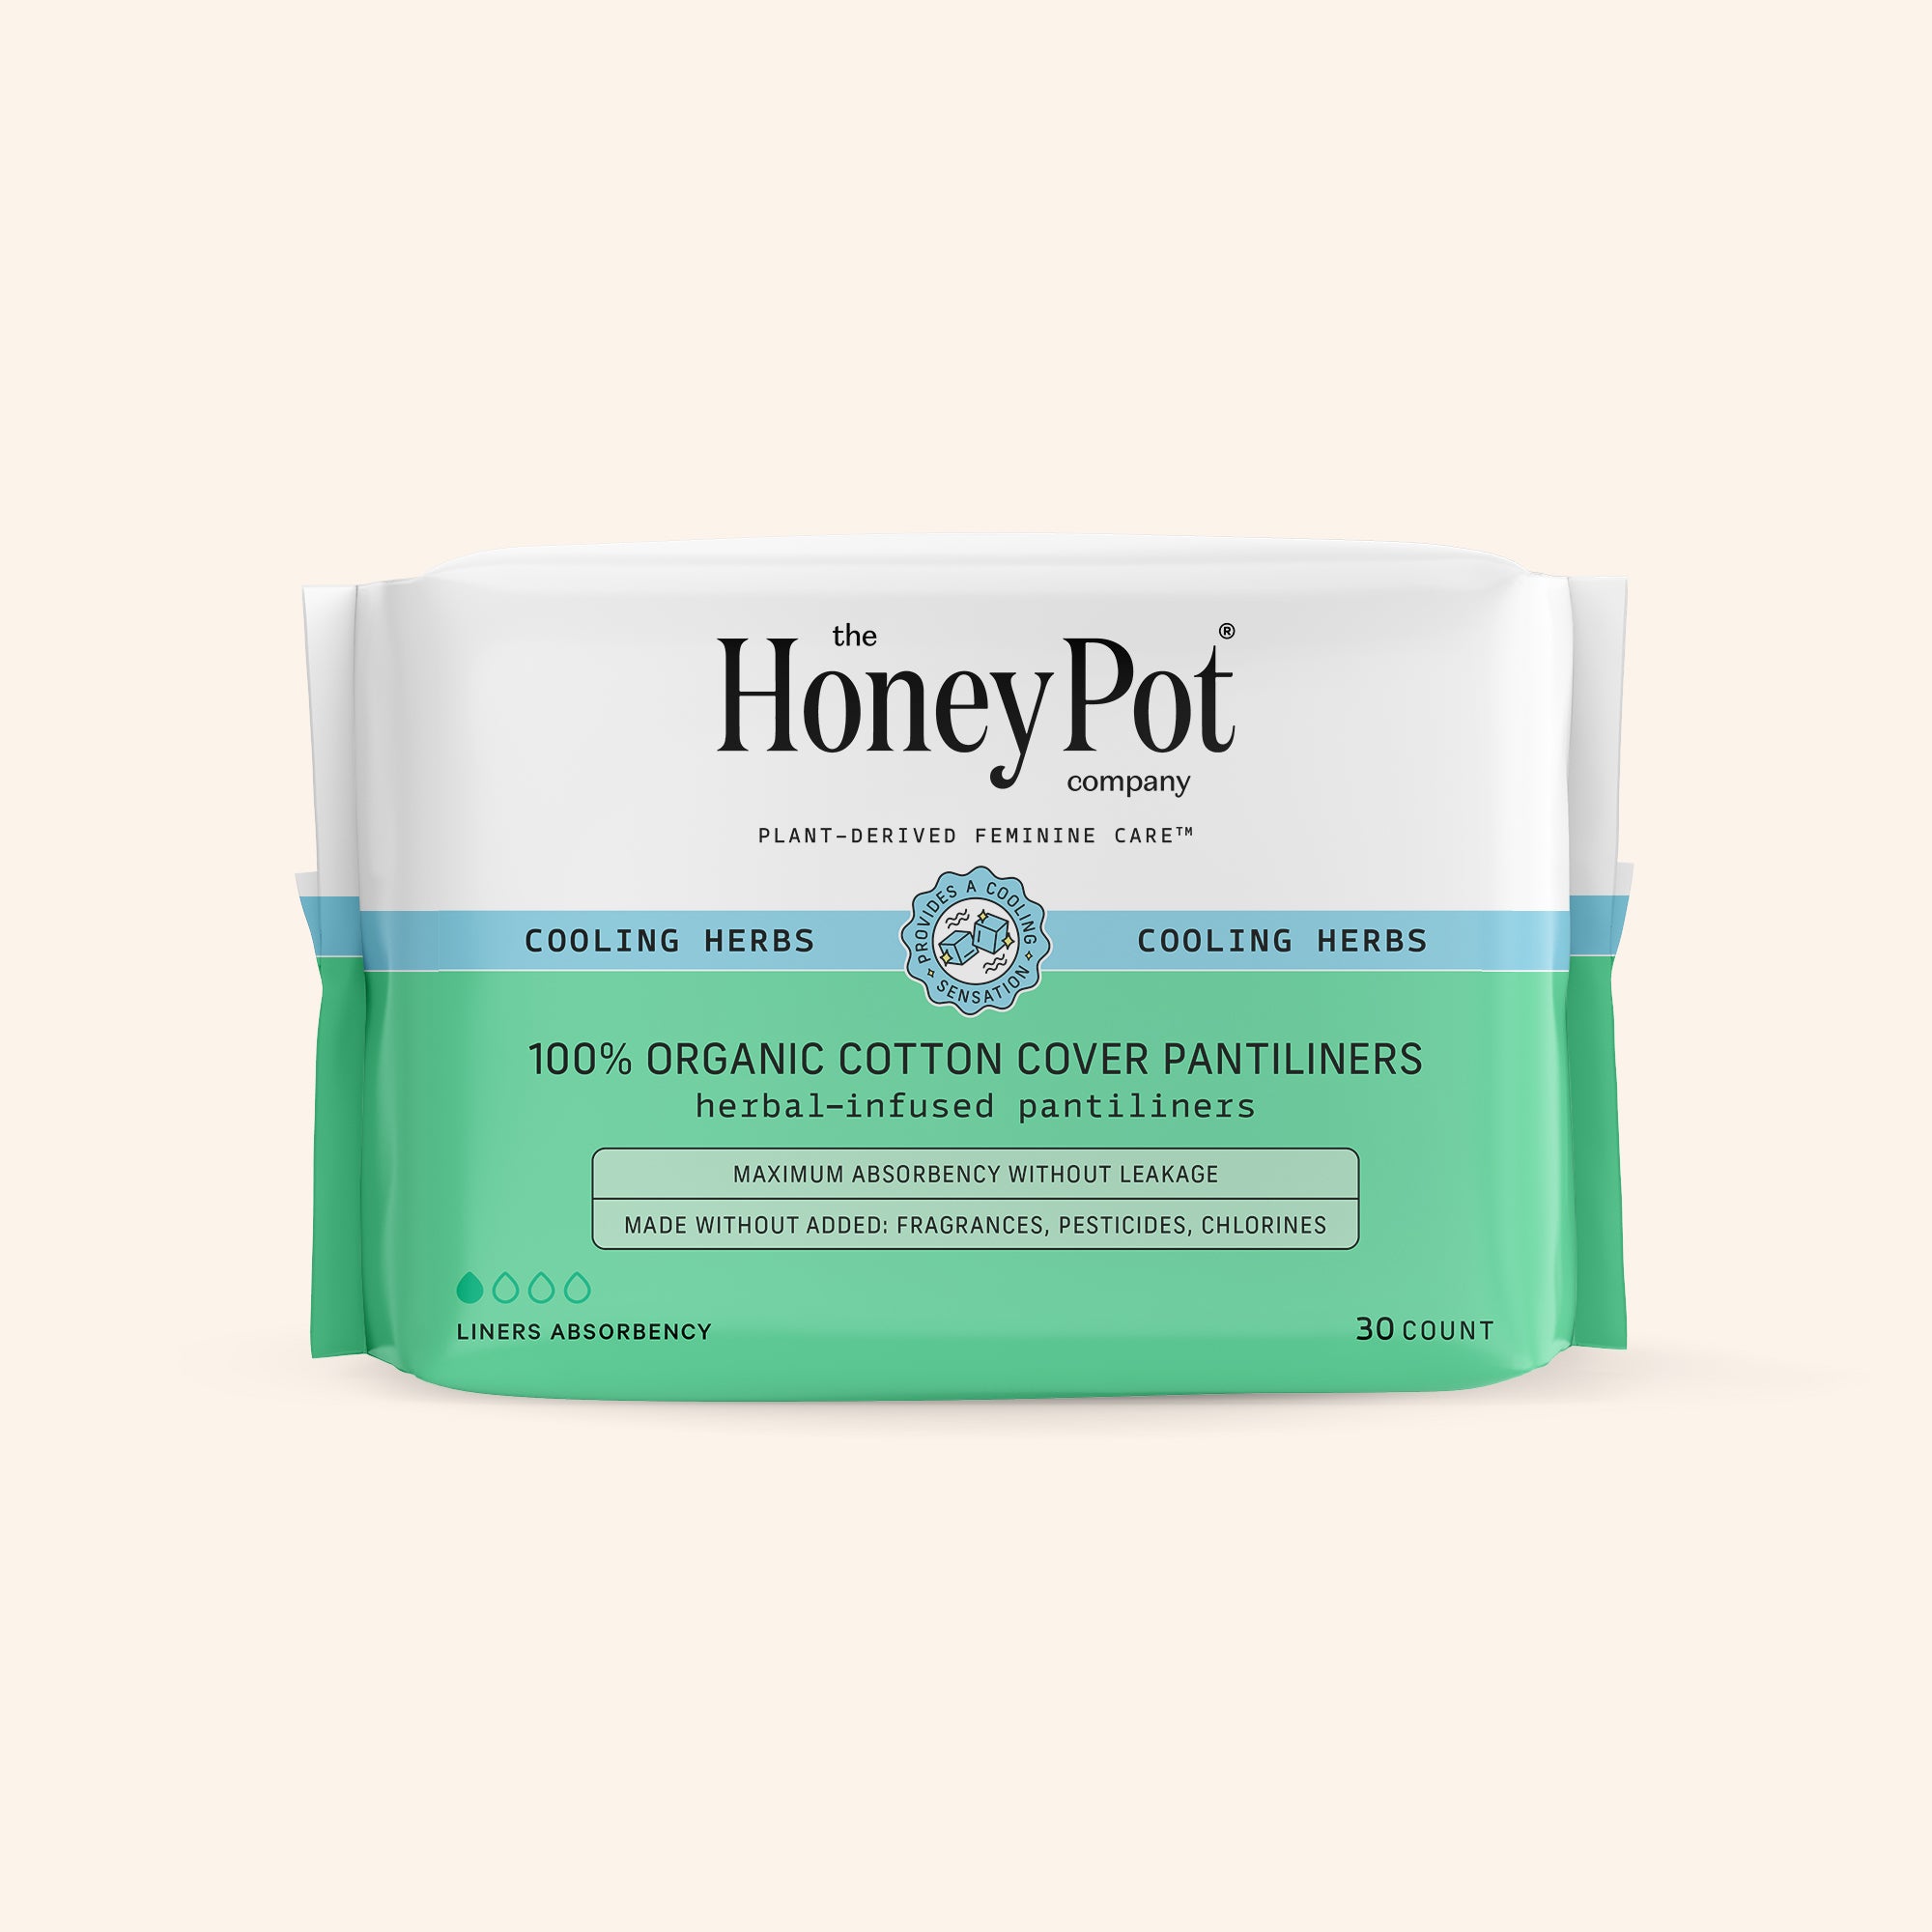 the
HoneyPot®
company
PLANT-DERIVED FEMININE CARE™
PROVIDES A COOLING
SENSATION
COOLING HERBS
COOLING HERBS
100% ORGANIC COTTON COVER PANTILINERS
herbal-infused pantiliners
MAXIMUM ABSORBENCY WITHOUT LEAKAGE
MADE WITHOUT ADDED: FRAGRANCES, PESTICIDES, CHLORINES
LINERS ABSORBENCY
30 COUNT